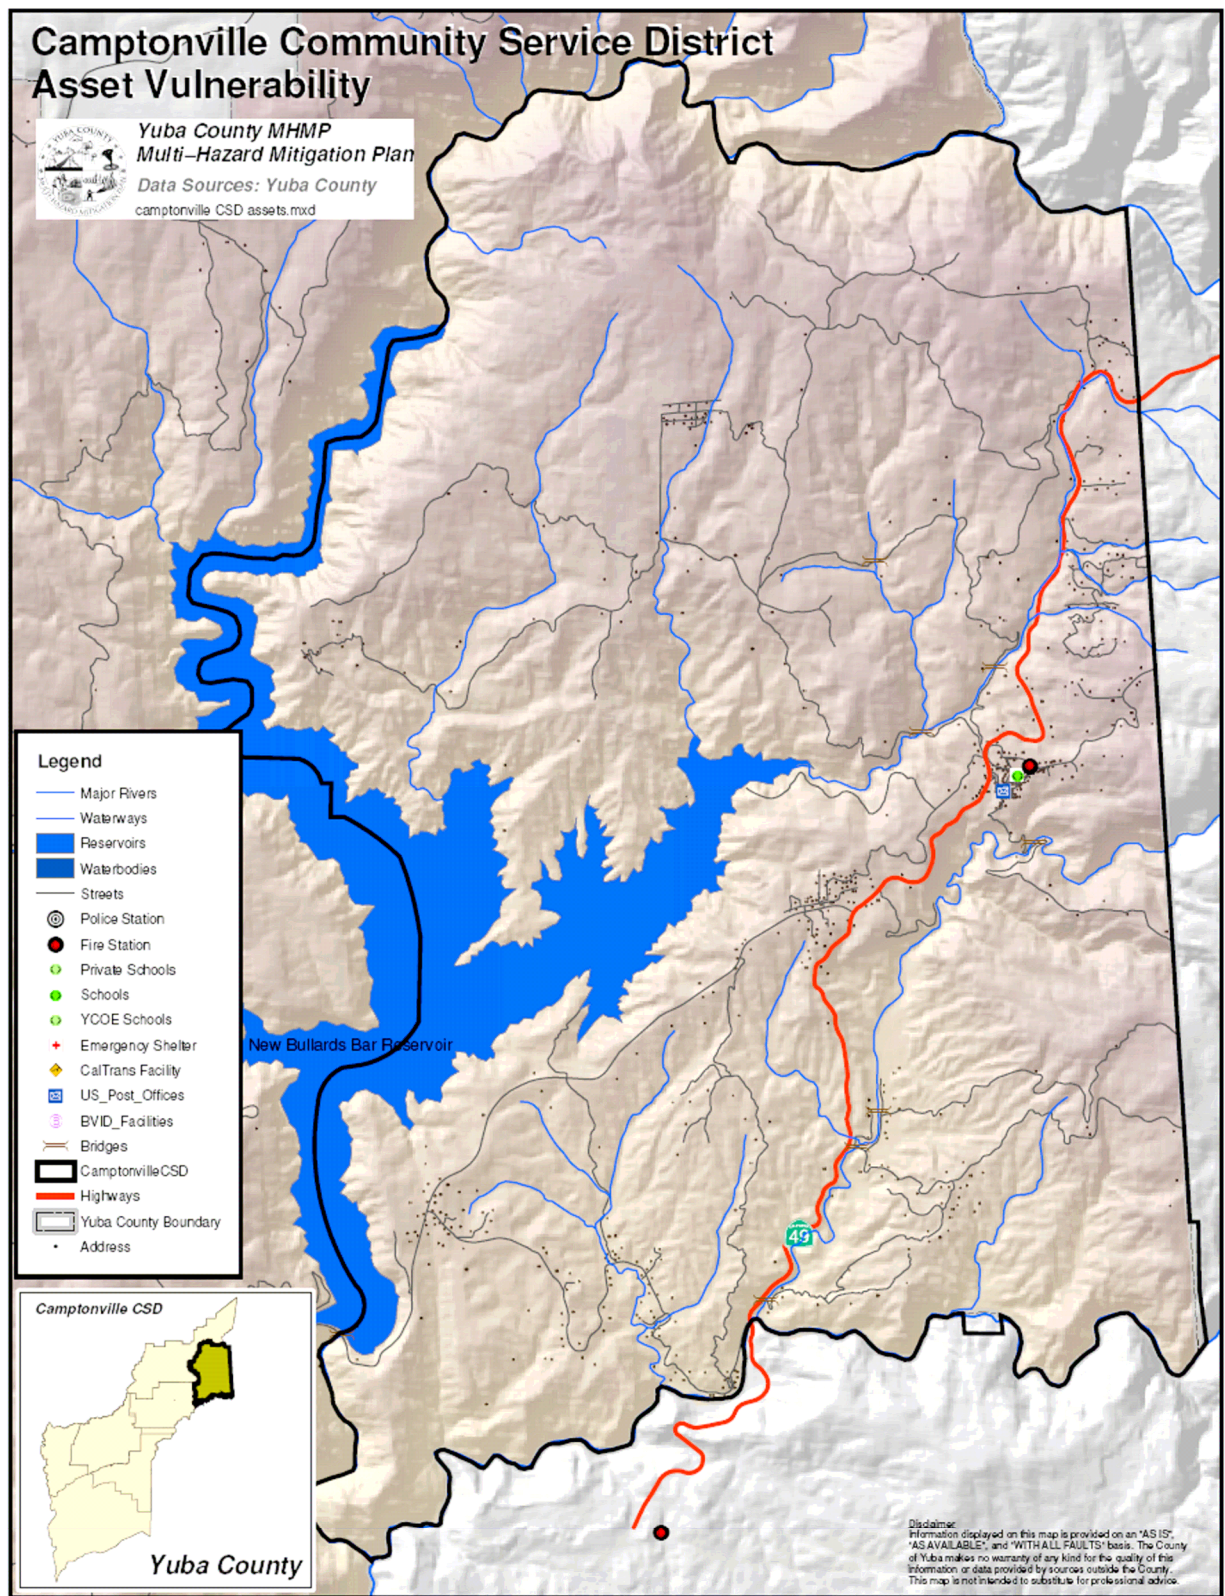 Camptonville Community Service District
Asset Vulnerability
Yuba County MHMP
Multi-Hazard Mitigation Plan
Data Sources: Yuba County
camptonville CSD assets.mxd
YUBA COUNTY
Legend
Major Rivers
Waterways
Reservoirs
Waterbodies
Streets
Police Station
Fire Station
Private Schools
Schools
YCOE Schools
Emergency Shelter
CalTrans Facility
US_Post_Offices
BVID_Facilities
Bridges
CamptonvilleCSD
Highways
Yuba County Boundary
Address
New Bullards Bar Reservoir
49
Camptonville CSD
Yuba County
Disclaimer
Information displayed on this map is provided on an "AS IS",
"AS AVAILABLE", and "WITH ALL FAULTS" basis. The County
of Yuba makes no warranty of any kind for the quality of this
information or data provided by sources outside the County.
This map is not intended to substitute for professional advice.